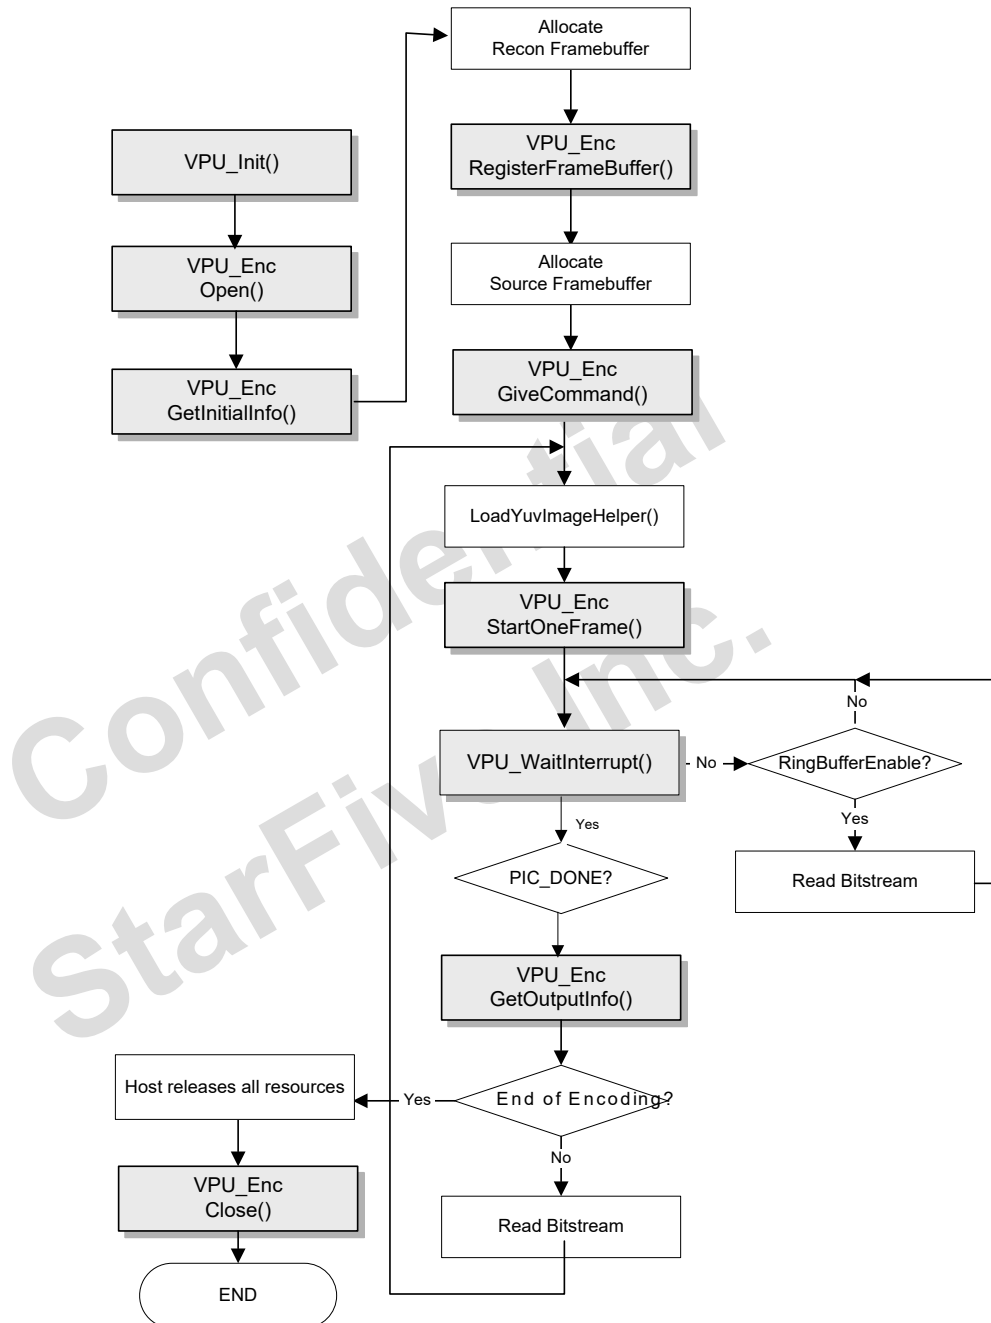 Allocate
Recon Framebuffer
VPU_Init()
VPU_Enc
RegisterFrameBuffer()
VPU_Enc
Open()
Allocate
Source Framebuffer
VPU_Enc
GetInitialInfo()
VPU_Enc
GiveCommand()
LoadYuvImageHelper()
VPU_Enc
StartOneFrame()
No
VPU_WaitInterrupt()
No
RingBufferEnable?
Yes
Yes
PIC_DONE?
Read Bitstream
VPU_Enc
GetOutputInfo()
Host releases all resources
Yes
End of Encoding?
No
VPU_Enc
Close()
Read Bitstream
END
Confidential
StarFive Inc.